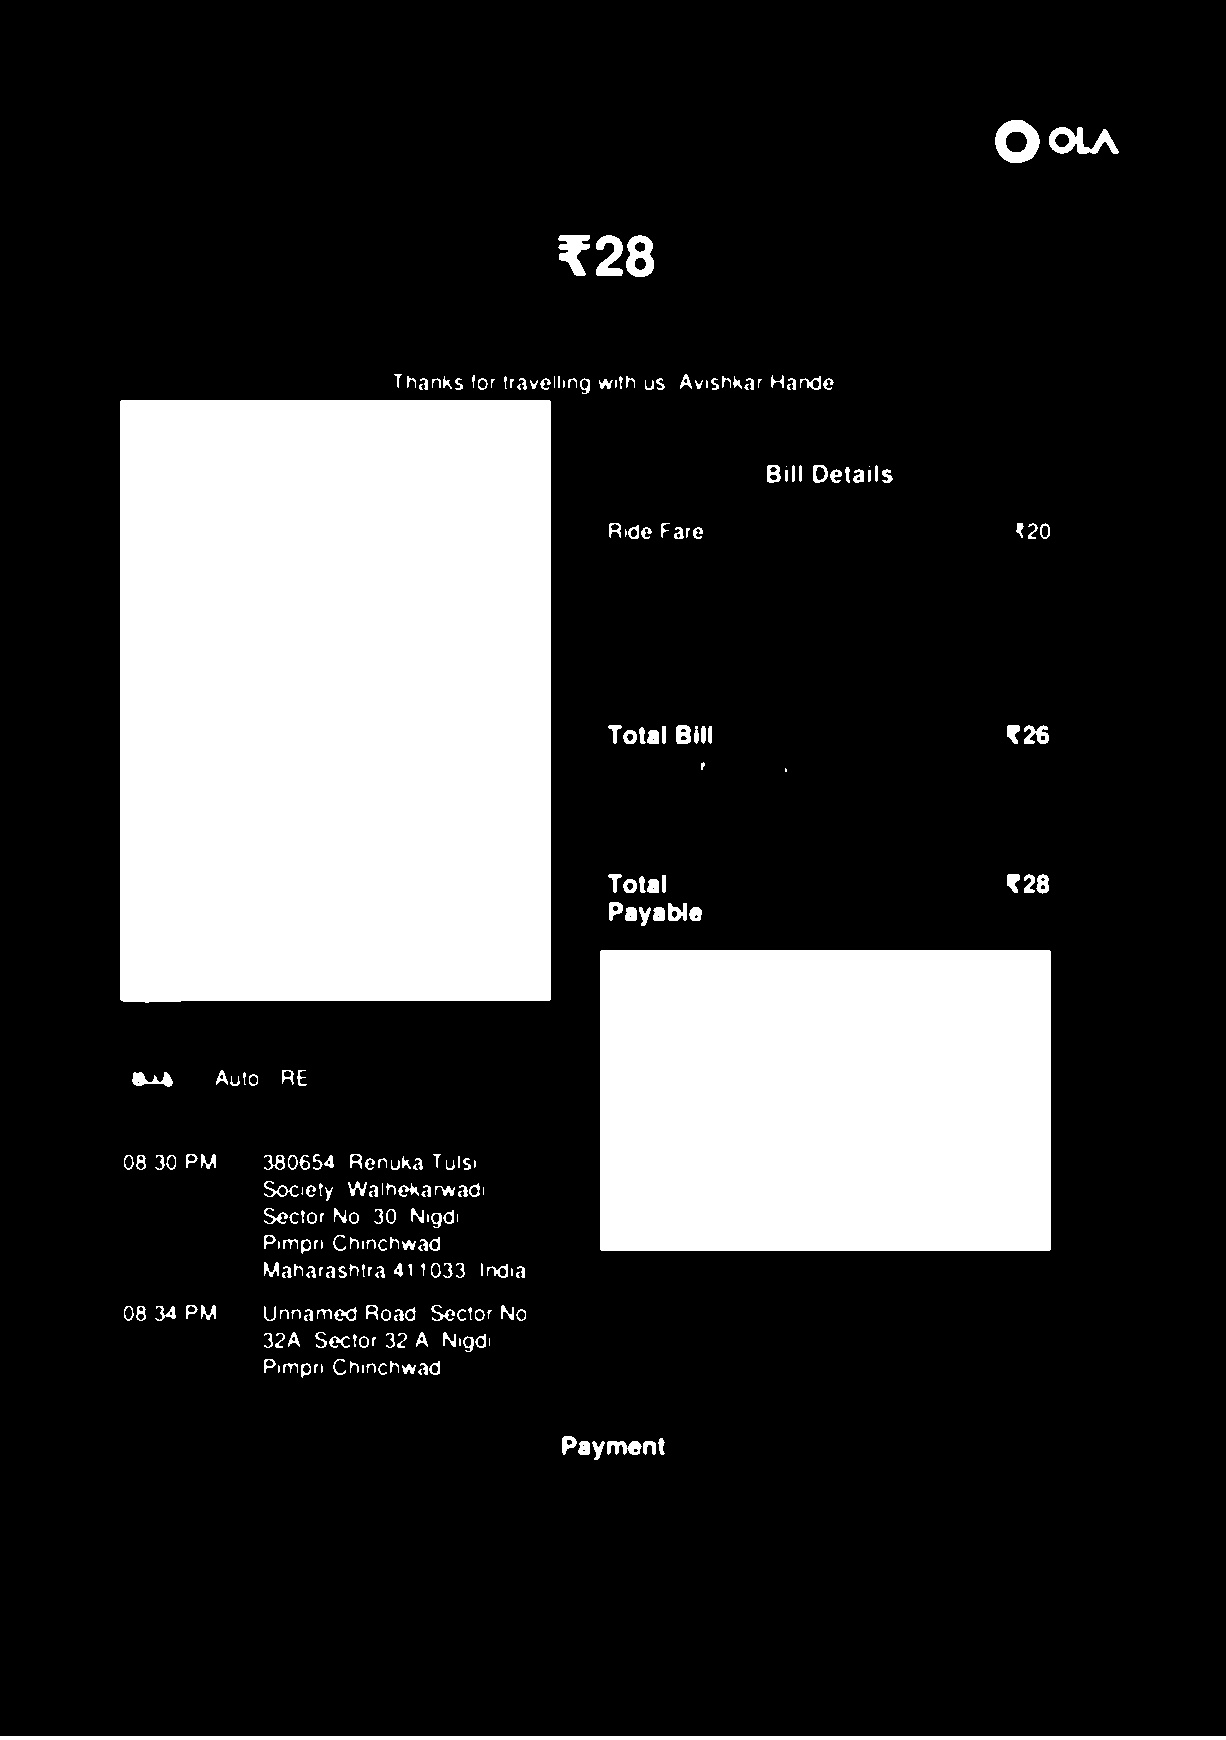 OLA
₹28
Thanks for travelling with us Avishkar Hande
Bill Details
Ride Fare ₹20
Total Bill ₹26
Total ₹28
Payable
Auto RE
08 30 PM 380654 Renuka Tulsi
Society Walhekarwadi
Sector No 30 Nigdi
Pimpri Chinchwad
Maharashtra 411033 India
08 34 PM Unnamed Road Sector No
32A Sector 32 A Nigdi
Pimpri Chinchwad
Payment